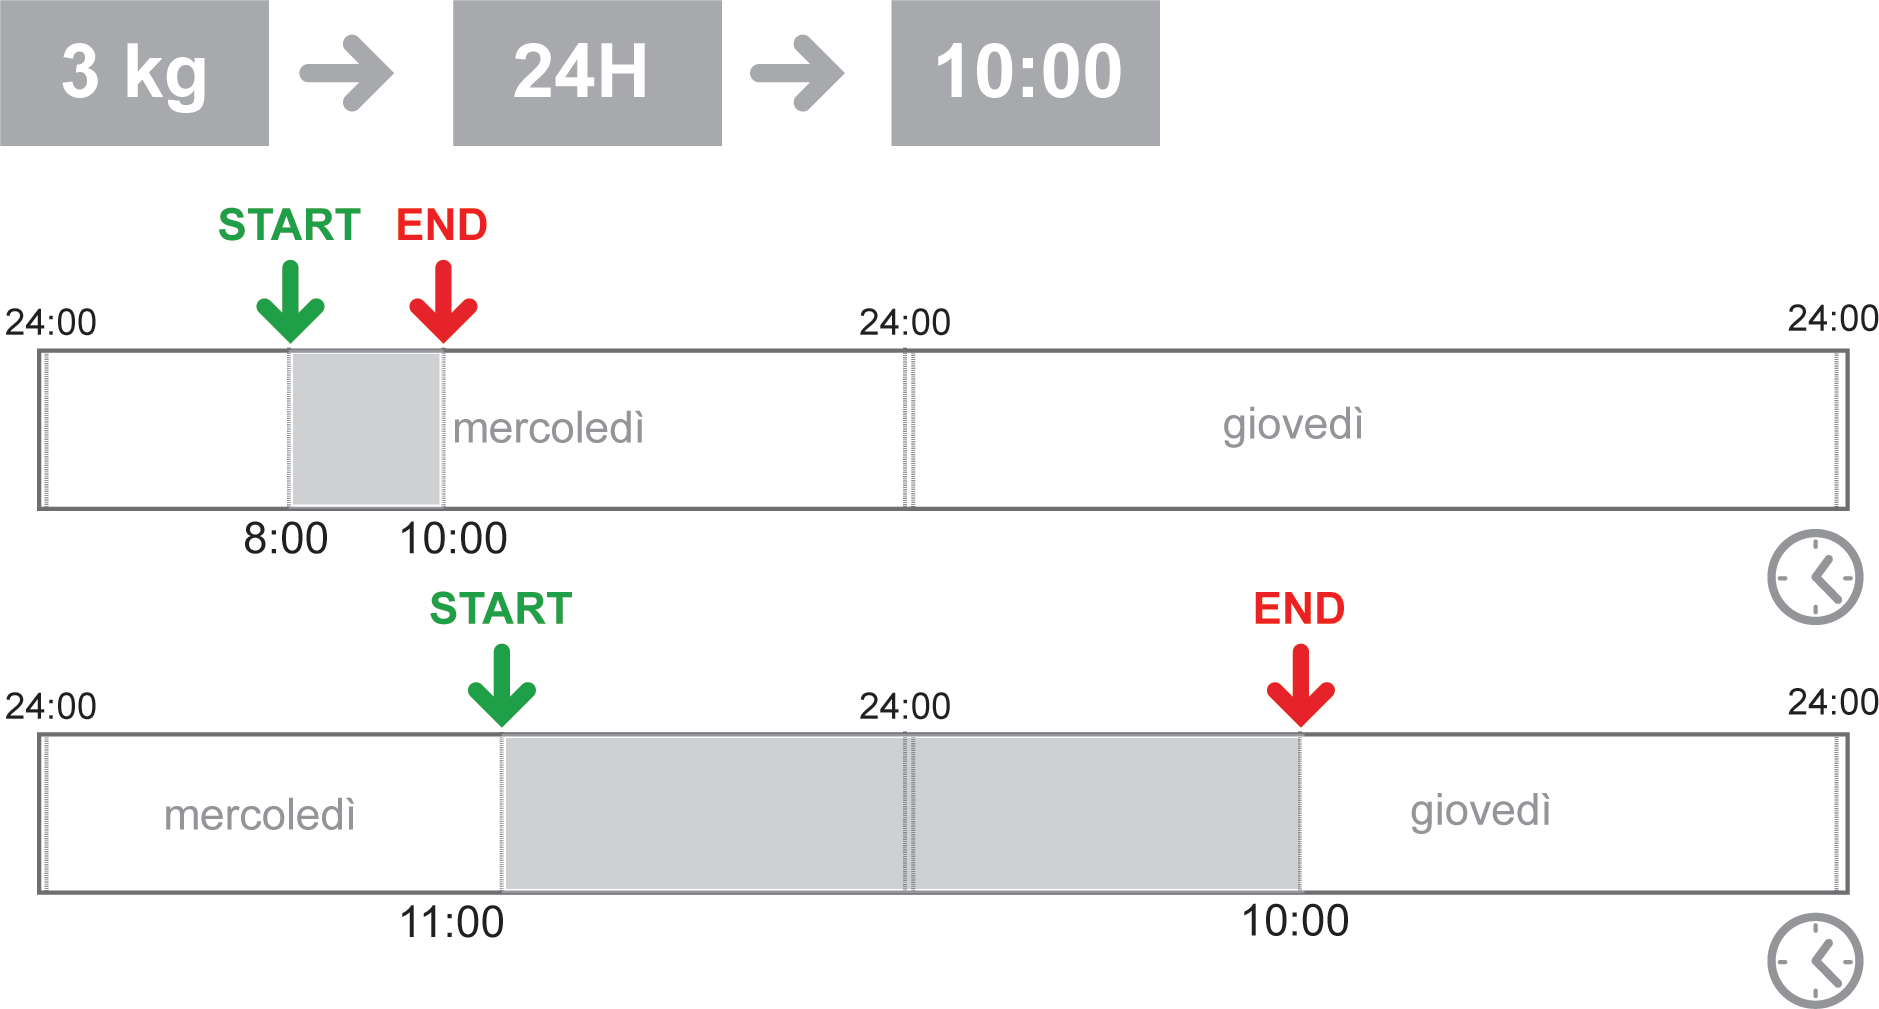 3 kg 24H 10:00
START END
24:00 24:00 24:00
mercoledì giovedì
8:00 10:00
START END
24:00 24:00 24:00
mercoledì giovedì
11:00 10:00